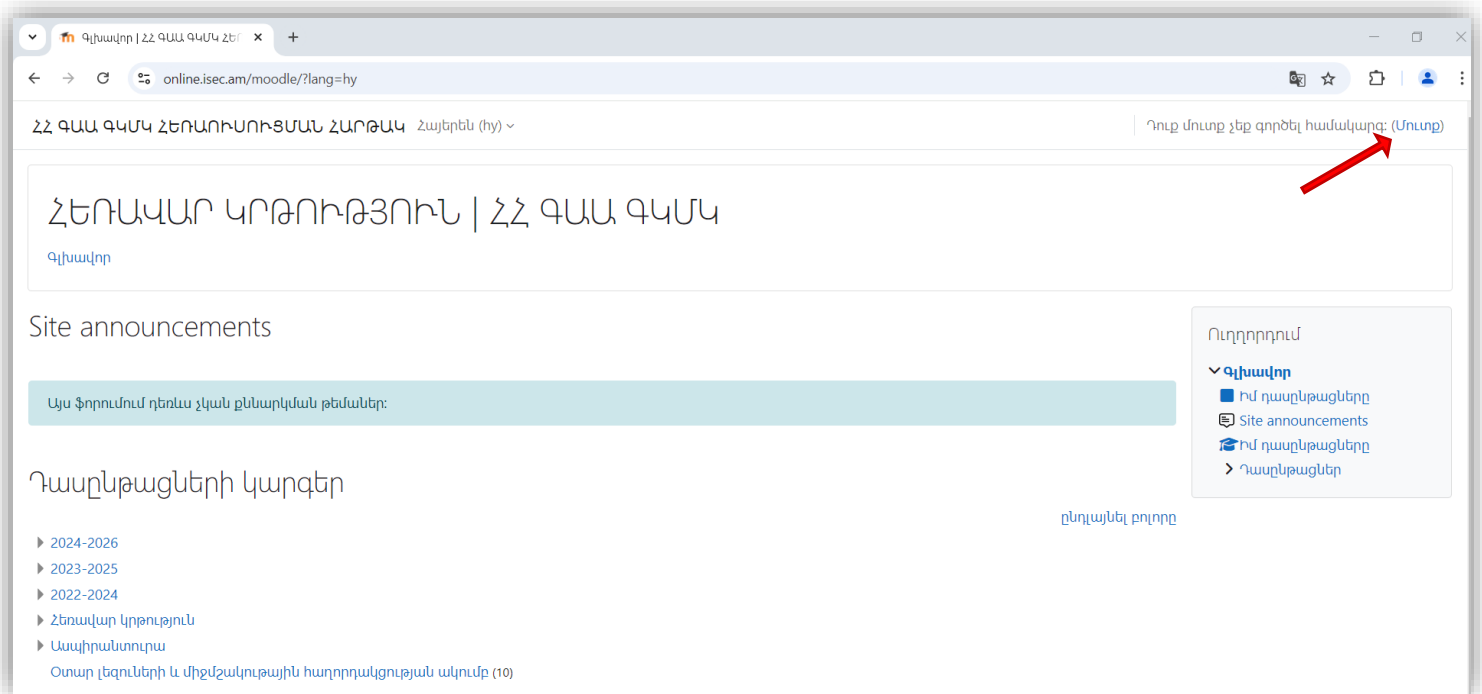 Գլխավոր | ՀՀ ԳԱԱ ԳԿՄԿ ՀԵՌ
online.isec.am/moodle/?lang=hy
ՀՀ ԳԱԱ ԳԿՄԿ ՀԵՌԱՈՒՍՈՒՑՄԱՆ ՀԱՐԹԱԿ Հայերեն ‎(hy)‎
Դուք մուտք չեք գործել համակարգ: (Մուտք)
ՀԵՌԱՎԱՐ ԿՐԹՈՒԹՅՈՒՆ | ՀՀ ԳԱԱ ԳԿՄԿ
Գլխավոր
Site announcements
Այս ֆորումում դեռևս չկան քննարկման թեմաներ:
Դասընթացների կարգեր
ընդլայնել բոլորը
2024-2026
2023-2025
2022-2024
Հեռավար կրթություն
Ասպիրանտուրա
Օտար լեզուների և միջմշակութային հաղորդակցության ակումբ (10)
Ուղղորդում
Գլխավոր
Իմ դասընթացները
Site announcements
Իմ դասընթացները
Դասընթացներ